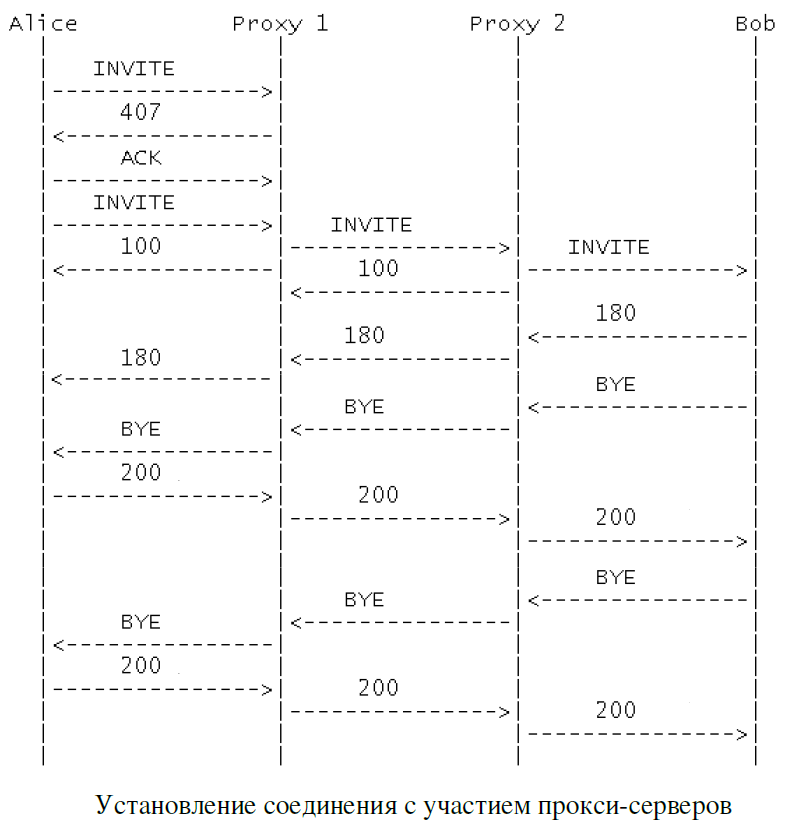 Alice Proxy 1 Proxy 2 Bob
INVITE
407
ACK
INVITE
INVITE
100 INVITE
100
180
180
180
BYE
BYE
BYE
200
200
200
BYE
BYE
BYE
200
200
200
Установление соединения с участием прокси-серверов